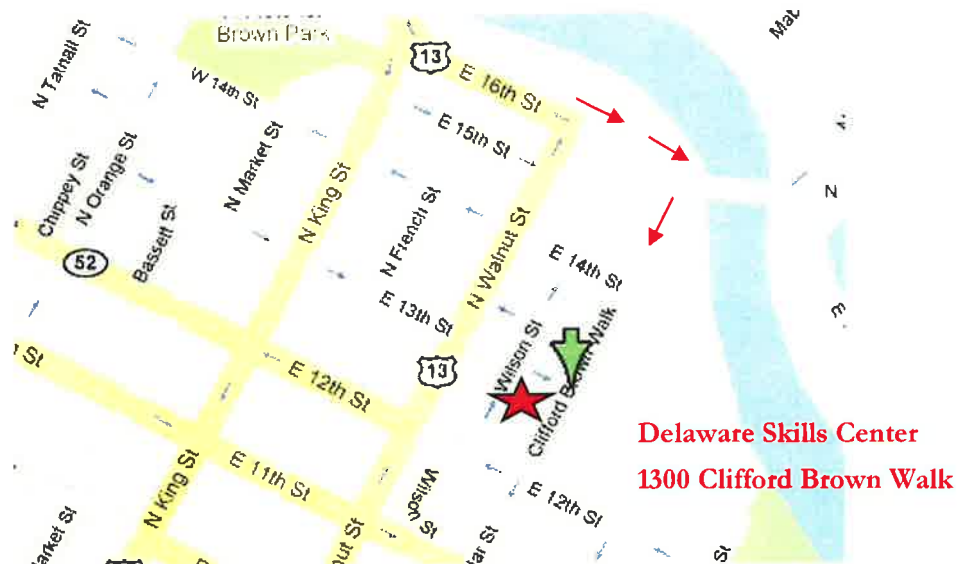 Brown Park
N Tatnall St
W 14th St
13
E 16th St
E 15th St
N Market St
Chippey St
N Orange St
Bassett St
N King St
N French St
N Walnut St
N
52
E 14th St
E 13th St
Wilson St
Clifford Brown Walk
E
St
13
E 12th St
Delaware Skills Center
1300 Clifford Brown Walk
E 11th St
N King St
Wilson St
E 12th St
St